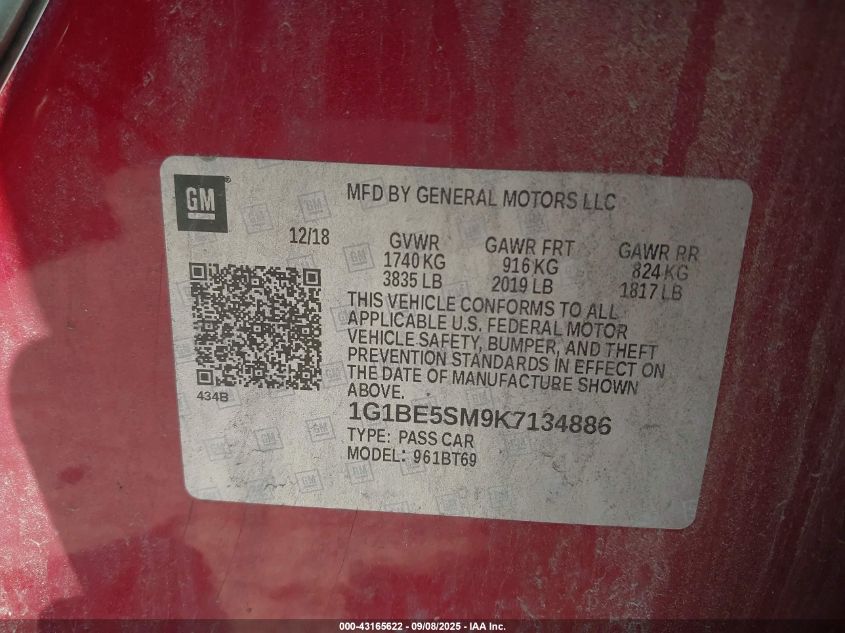 GM
MFD BY GENERAL MOTORS LLC
12/18
GVWR
1740 KG
3835 LB
GAWR FRT
916 KG
2019 LB
GAWR RR
824 KG
1817 LB
THIS VEHICLE CONFORMS TO ALL
APPLICABLE U.S. FEDERAL MOTOR
VEHICLE SAFETY, BUMPER, AND THEFT
PREVENTION STANDARDS IN EFFECT ON
THE DATE OF MANUFACTURE SHOWN
ABOVE.
434B
1G1BE5SM9K7134886
TYPE: PASS CAR
MODEL: 961BT69
000-43165622 - 09/08/2025 - IAA Inc.